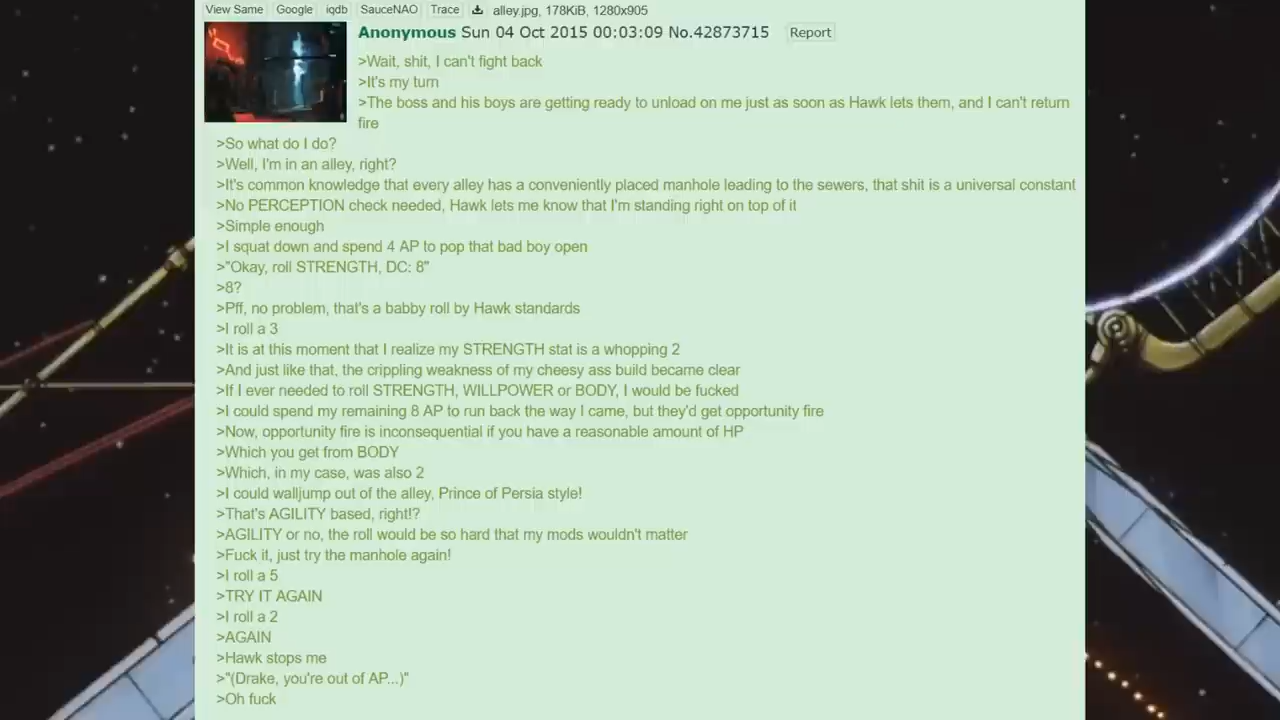 View Same Google iqdb SauceNAO Trace alley.jpg, 178KiB, 1280x905
Anonymous Sun 04 Oct 2015 00:03:09 No.42873715 Report
>Wait, shit, I can't fight back
>It's my turn
>The boss and his boys are getting ready to unload on me just as soon as Hawk lets them, and I can't return
fire
>So what do I do?
>Well, I'm in an alley, right?
>It's common knowledge that every alley has a conveniently placed manhole leading to the sewers, that shit is a universal constant
>No PERCEPTION check needed, Hawk lets me know that I'm standing right on top of it
>Simple enough
>I squat down and spend 4 AP to pop that bad boy open
>"Okay, roll STRENGTH, DC: 8"
>8?
>Pff, no problem, that's a babby roll by Hawk standards
>I roll a 3
>It is at this moment that I realize my STRENGTH stat is a whopping 2
>And just like that, the crippling weakness of my cheesy ass build became clear
>If I ever needed to roll STRENGTH, WILLPOWER or BODY, I would be fucked
>I could spend my remaining 8 AP to run back the way I came, but they'd get opportunity fire
>Now, opportunity fire is inconsequential if you have a reasonable amount of HP
>Which you get from BODY
>Which, in my case, was also 2
>I could walljump out of the alley, Prince of Persia style!
>That's AGILITY based, right!?
>AGILITY or no, the roll would be so hard that my mods wouldn't matter
>Fuck it, just try the manhole again!
>I roll a 5
>TRY IT AGAIN
>I roll a 2
>AGAIN
>Hawk stops me
>"(Drake, you're out of AP...)"
>Oh fuck